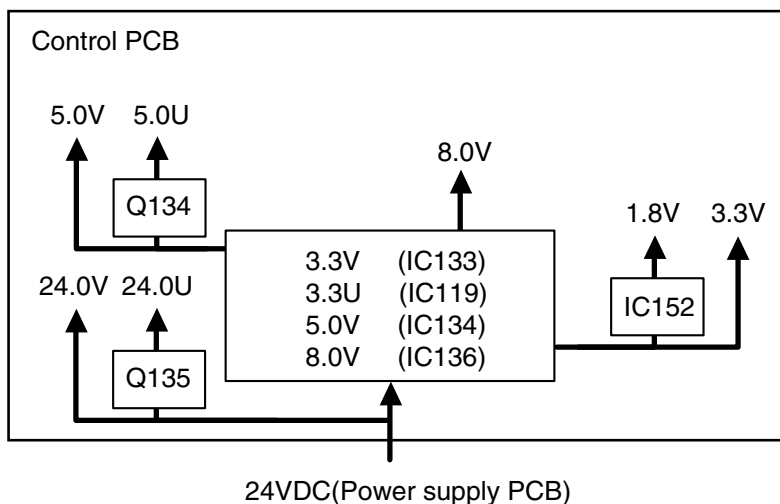 Control PCB
5.0V 5.0U
8.0V
Q134
1.8V 3.3V
3.3V (IC133)
3.3U (IC119)
5.0V (IC134)
8.0V (IC136)
24.0V 24.0U
IC152
Q135
24VDC(Power supply PCB)